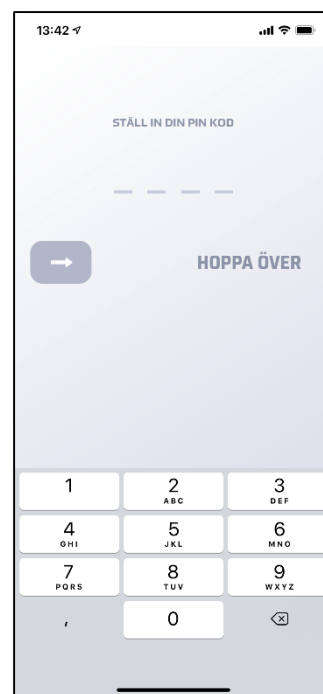 13:42
STÄLL IN DIN PIN KOD
HOPPA ÖVER
1
2
ABC
3
DEF
4
GHI
5
JKL
6
MNO
7
PQRS
8
TUV
9
WXYZ
,
0